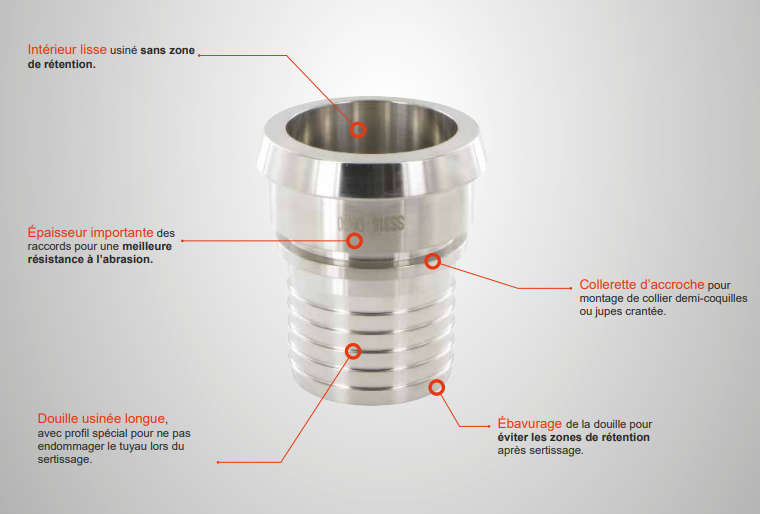 Intérieur lisse usiné sans zone
de rétention.
Épaisseur importante des
raccords pour une meilleure
résistance à l'abrasion.
Collerette d'accroche pour
montage de collier demi-coquilles
ou jupes crantée.
Douille usinée longue,
avec profil spécial pour ne pas
endommager le tuyau lors du
sertissage.
Ébavurage de la douille pour
éviter les zones de rétention
après sertissage.